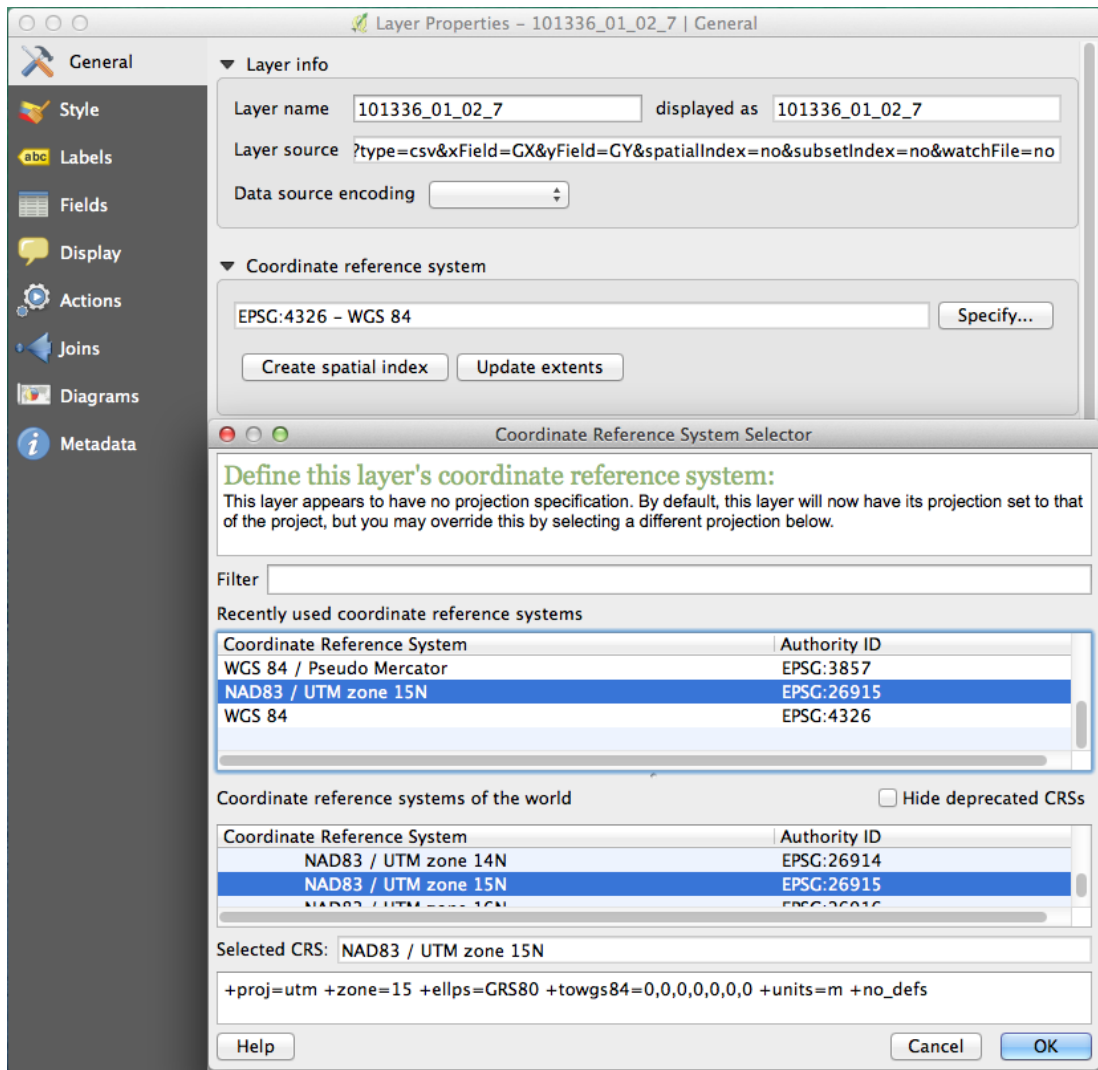 Layer Properties – 101336_01_02_7 | General
General
Style
abc Labels
Fields
Display
Actions
Joins
Diagrams
i Metadata
Layer info
Layer name 101336_01_02_7 displayed as 101336_01_02_7
Layer source ?type=csv&xField=GX&yField=GY&spatialIndex=no&subsetIndex=no&watchFile=no
Data source encoding
Coordinate reference system
EPSG:4326 – WGS 84 Specify...
Create spatial index Update extents
Coordinate Reference System Selector
Define this layer's coordinate reference system:
This layer appears to have no projection specification. By default, this layer will now have its projection set to that
of the project, but you may override this by selecting a different projection below.
Filter
Recently used coordinate reference systems
Coordinate Reference System Authority ID
WGS 84 / Pseudo Mercator EPSG:3857
NAD83 / UTM zone 15N EPSG:26915
WGS 84 EPSG:4326
Coordinate reference systems of the world Hide deprecated CRSs
Coordinate Reference System Authority ID
NAD83 / UTM zone 14N EPSG:26914
NAD83 / UTM zone 15N EPSG:26915
NAD83 / UTM zone 16N EPSG:26916
Selected CRS: NAD83 / UTM zone 15N
+proj=utm +zone=15 +ellps=GRS80 +towgs84=0,0,0,0,0,0,0 +units=m +no_defs
Help Cancel OK